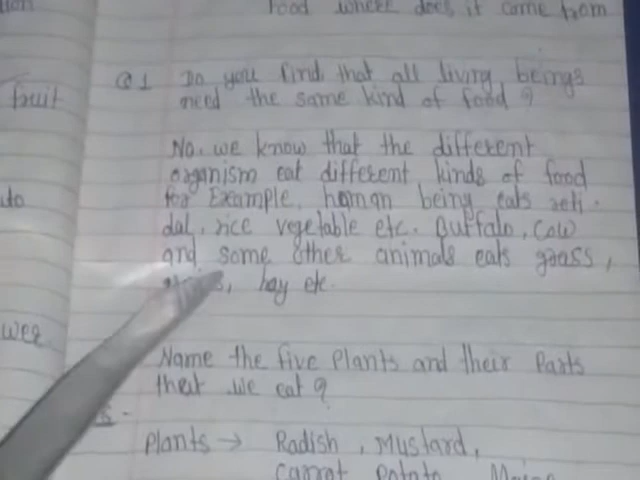 Food where does it come from
fruit
Q 1 Do you find that all living beings
need the same kind of food ?
No. we know that the different
organism eat different kinds of food
for Example, human being eats roti.
dal, rice vegetable etc. Buffalo, Cow
and some other animals eats grass,
hay etc.
wer
Name the five Plants and their Parts
that we eat ?
Plants → Radish, Mustard,
Carrot Potato